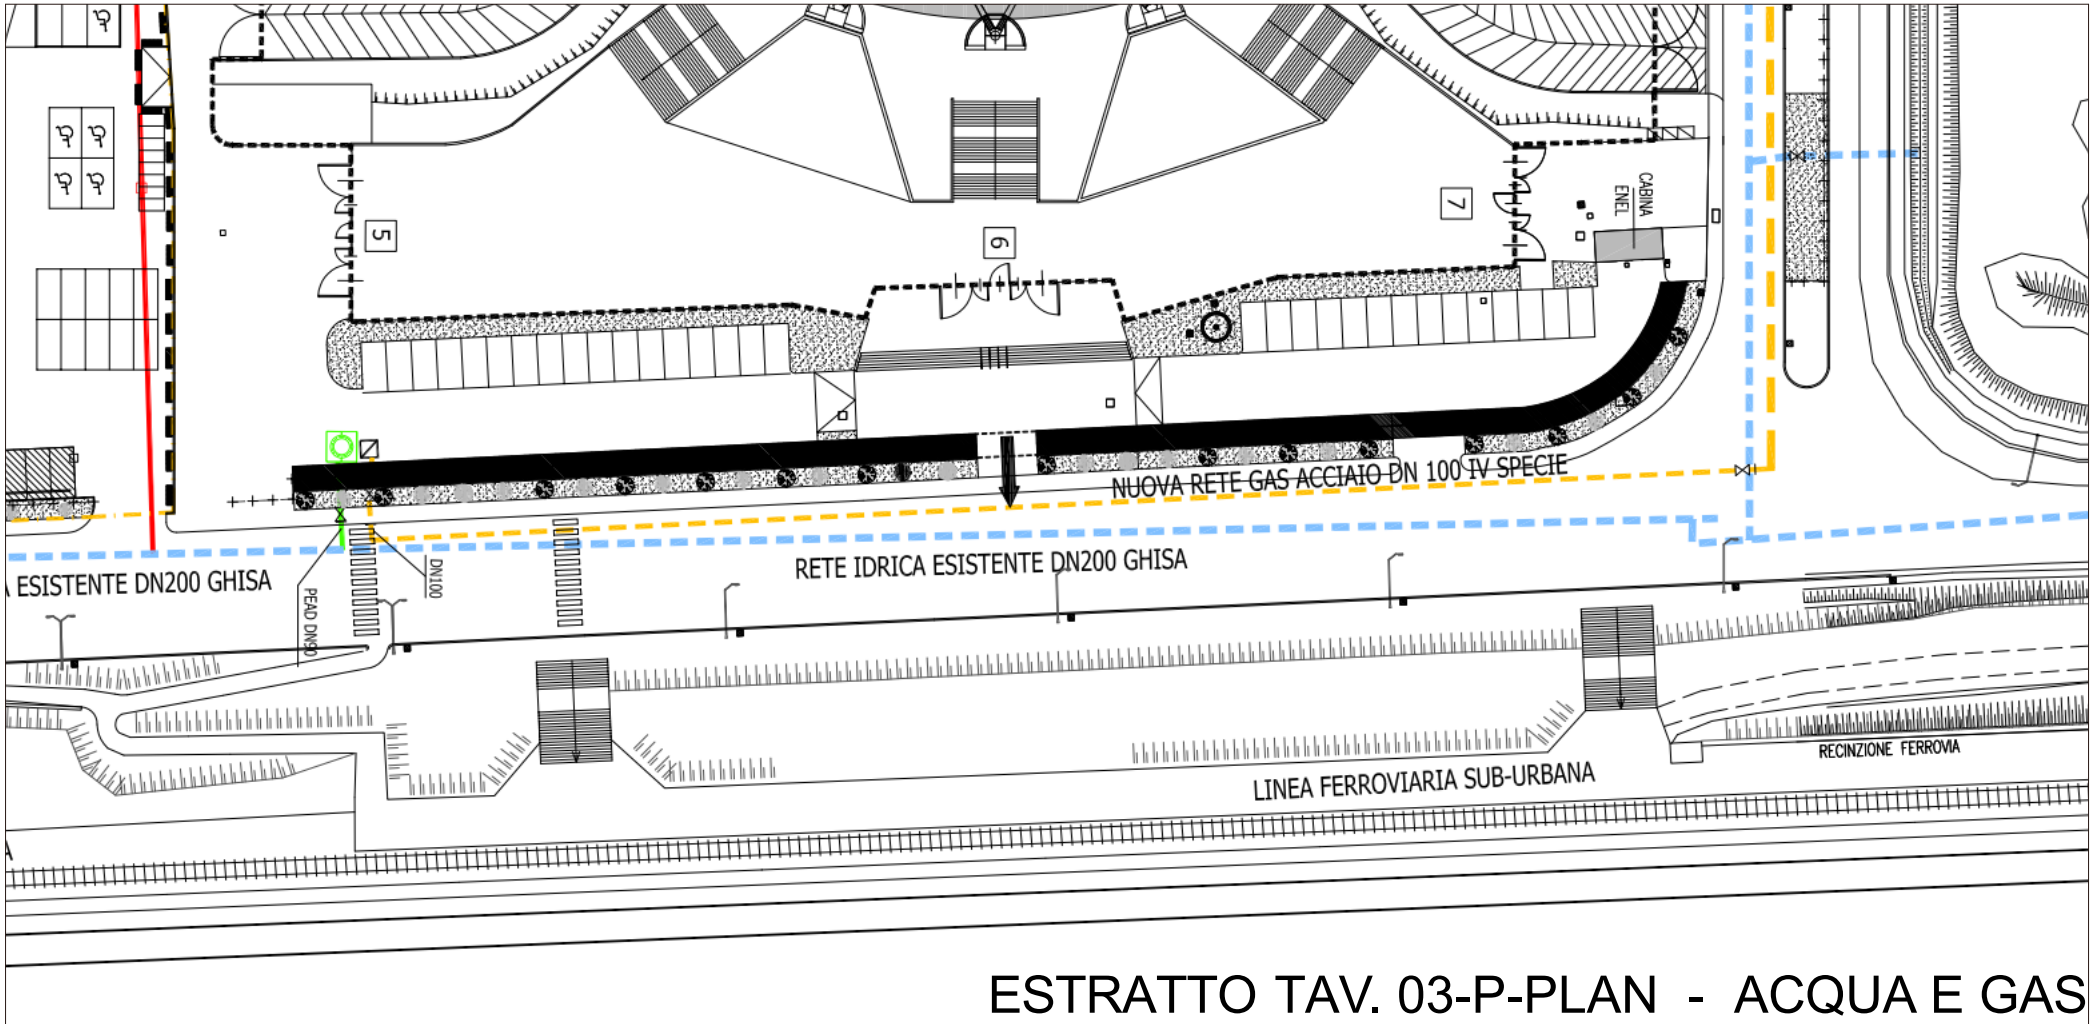 5
6
7
CABINA
ENEL
NUOVA RETE GAS ACCIAIO DN 100 IV SPECIE
RETE IDRICA ESISTENTE DN200 GHISA
A ESISTENTE DN200 GHISA
DN100
PEAD DN90
RECINZIONE FERROVIA
LINEA FERROVIARIA SUB-URBANA
A
ESTRATTO TAV. 03-P-PLAN - ACQUA E GAS